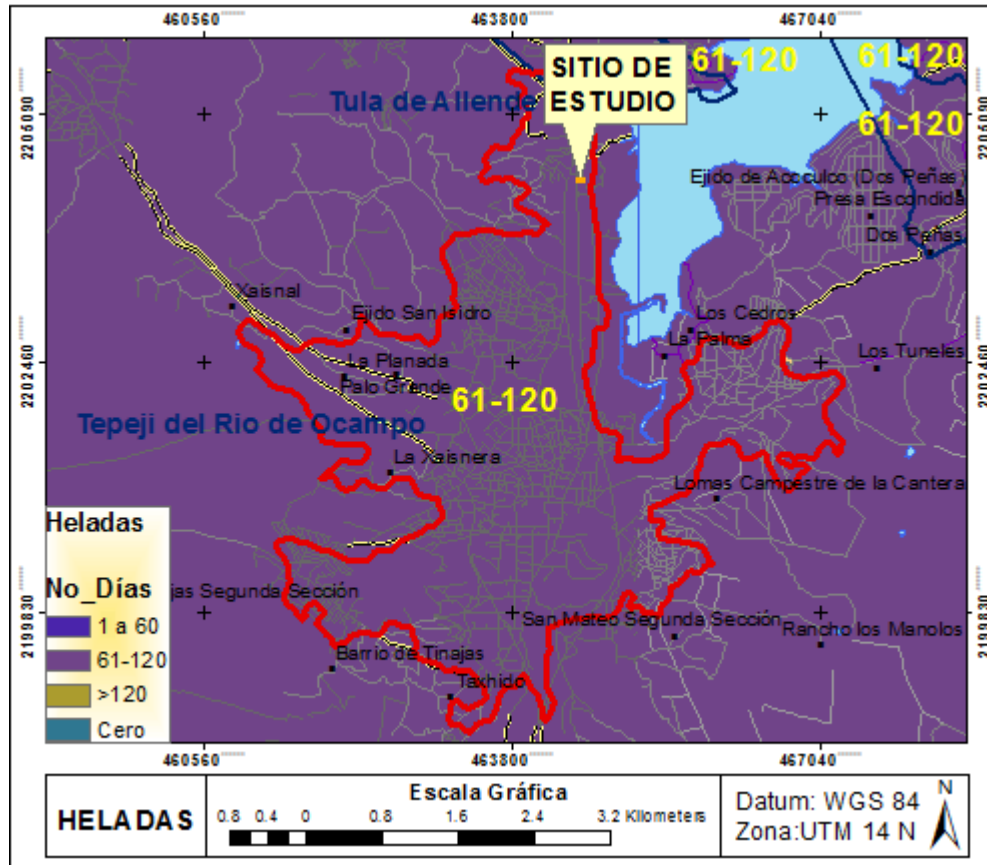 460560 463800 467040
61-120 61-120
SITIO DE
ESTUDIO
Tula de Allende
2205090 2205090
61-120
Ejido de Acoculco (Dos Peñas)
Presa Escondida
Dos Peñas
Xaisnal
Ejido San Isidro
Los Cedros
La Palma
La Planada
Los Tuneles
2202460 2202460
Palo Grande
61-120
Tepeji del Rio de Ocampo
La Xaisnera
Lomas Campestre de la Cantera
Heladas
No_Días
1 a 60
61-120
>120
Cero
jas Segunda Sección
San Mateo Segunda Sección
Rancho los Manolos
2199830 2199830
Barrio de Tinajas
Taxhido
460560 463800 467040
HELADAS
Escala Gráfica
0.8 0.4 0 0.8 1.6 2.4 3.2 Kilometers
Datum: WGS 84
Zona:UTM 14 N
N